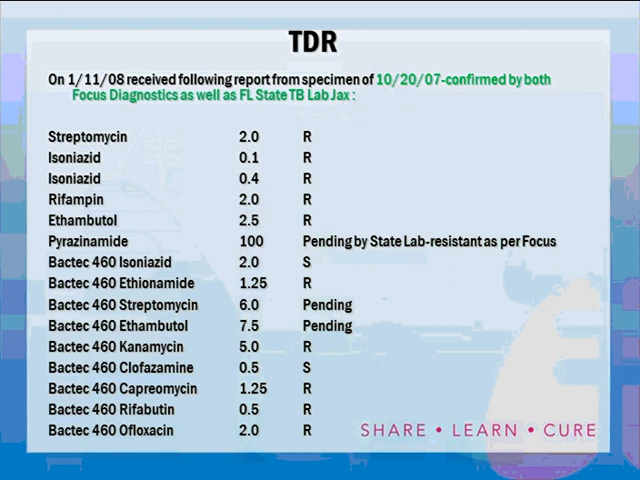 TDR
On 1/11/08 received following report from specimen of 10/20/07-confirmed by both
Focus Diagnostics as well as FL State TB Lab Jax :
Streptomycin 2.0 R
Isoniazid 0.1 R
Isoniazid 0.4 R
Rifampin 2.0 R
Ethambutol 2.5 R
Pyrazinamide 100 Pending by State Lab-resistant as per Focus
Bactec 460 Isoniazid 2.0 S
Bactec 460 Ethionamide 1.25 R
Bactec 460 Streptomycin 6.0 Pending
Bactec 460 Ethambutol 7.5 Pending
Bactec 460 Kanamycin 5.0 R
Bactec 460 Clofazamine 0.5 S
Bactec 460 Capreomycin 1.25 R
Bactec 460 Rifabutin 0.5 R
Bactec 460 Ofloxacin 2.0 R
SHARE • LEARN • CURE